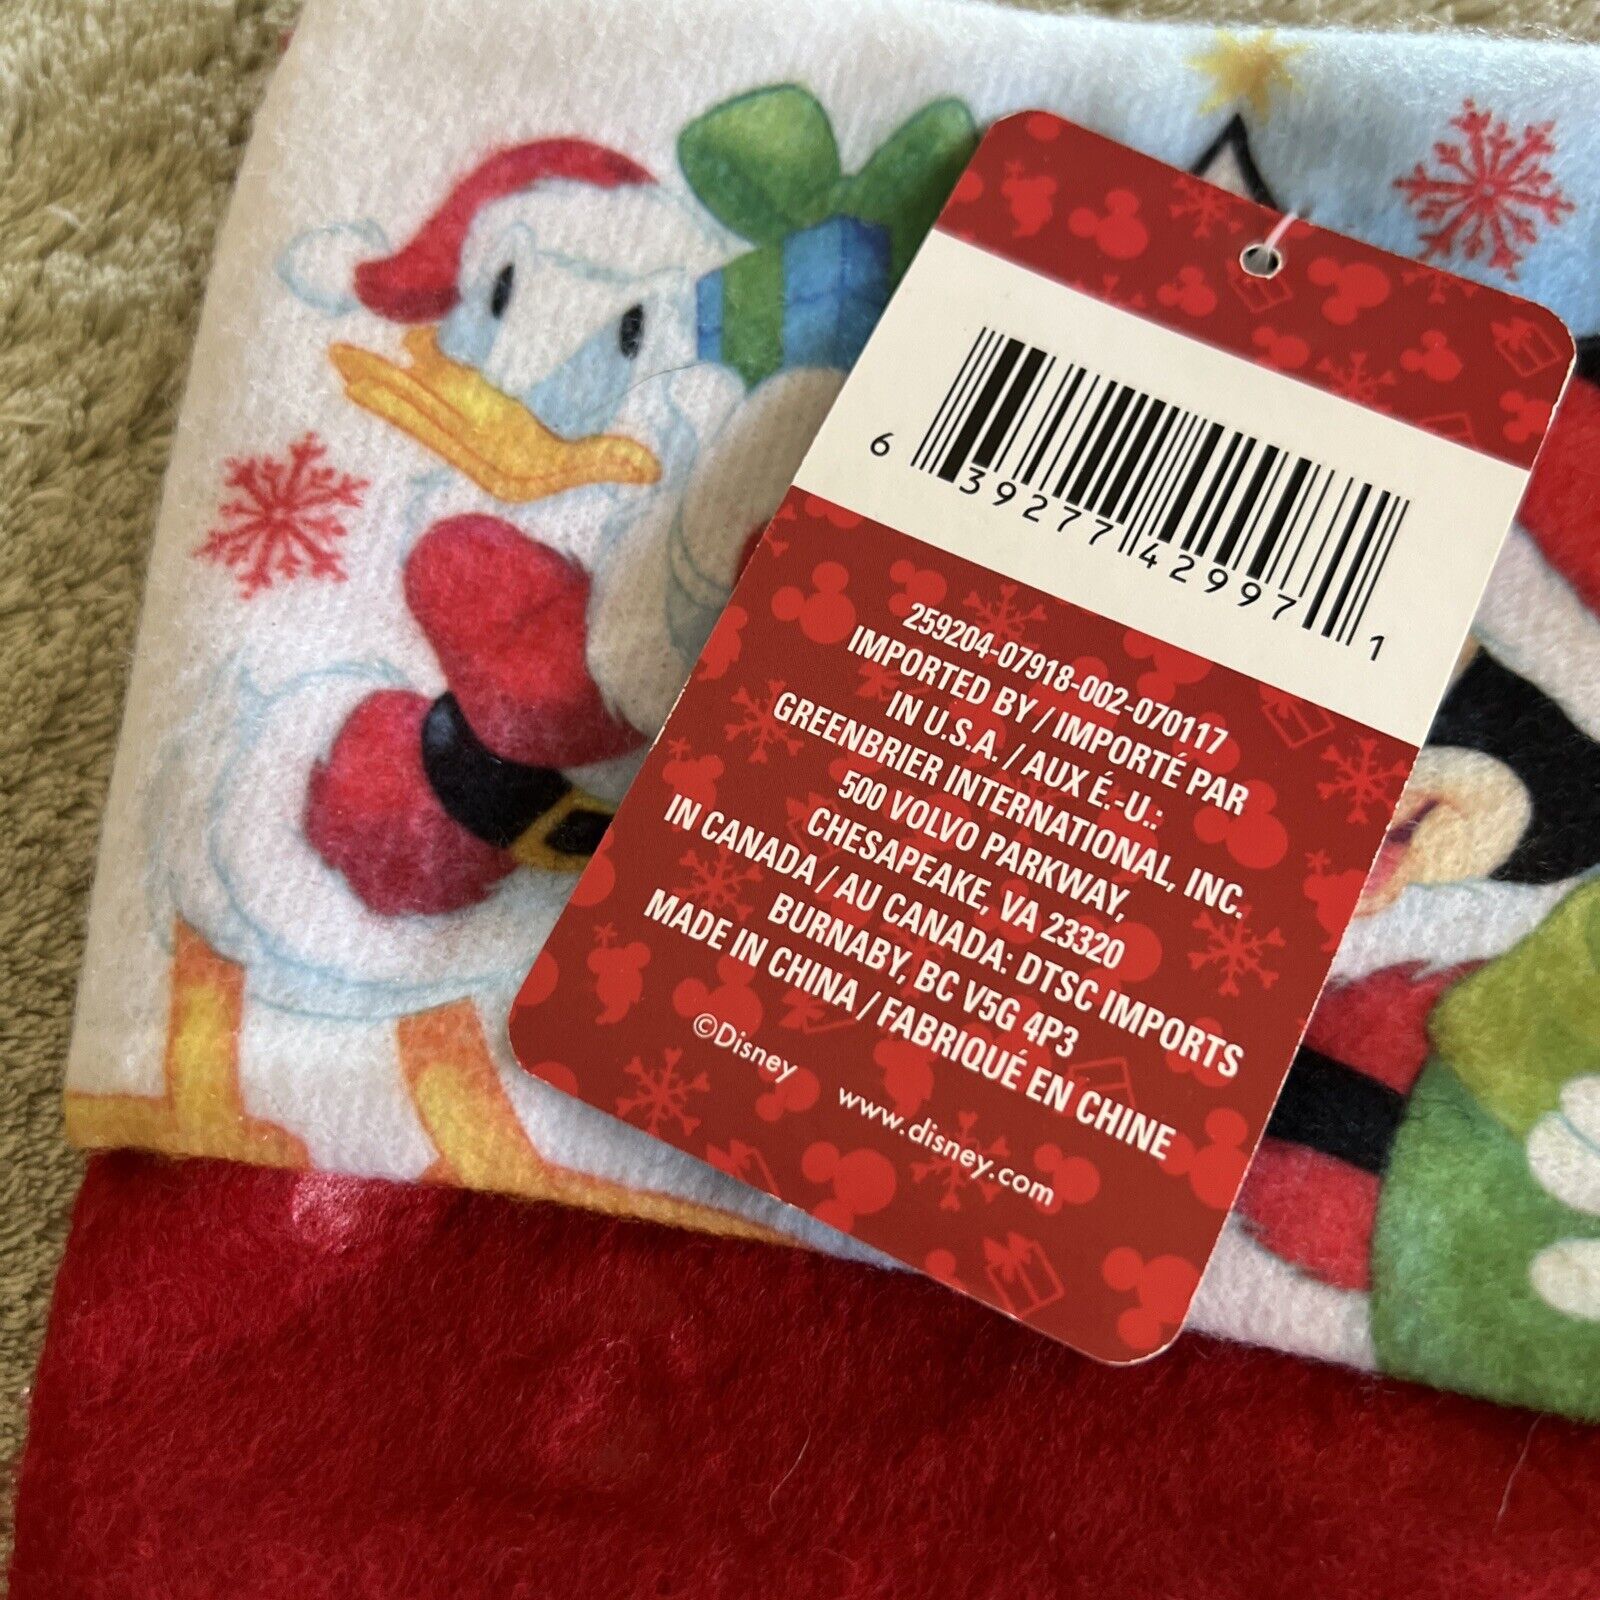 6 39277 42997 1
259204-07918-002-070117
IMPORTED BY / IMPORTÉ PAR
IN U.S.A. / AUX É.-U.:
GREENBRIER INTERNATIONAL, INC.
500 VOLVO PARKWAY,
CHESAPEAKE, VA 23320
IN CANADA / AU CANADA: DTSC IMPORTS
BURNABY, BC V5G 4P3
MADE IN CHINA / FABRIQUÉ EN CHINE
©Disney www.disney.com